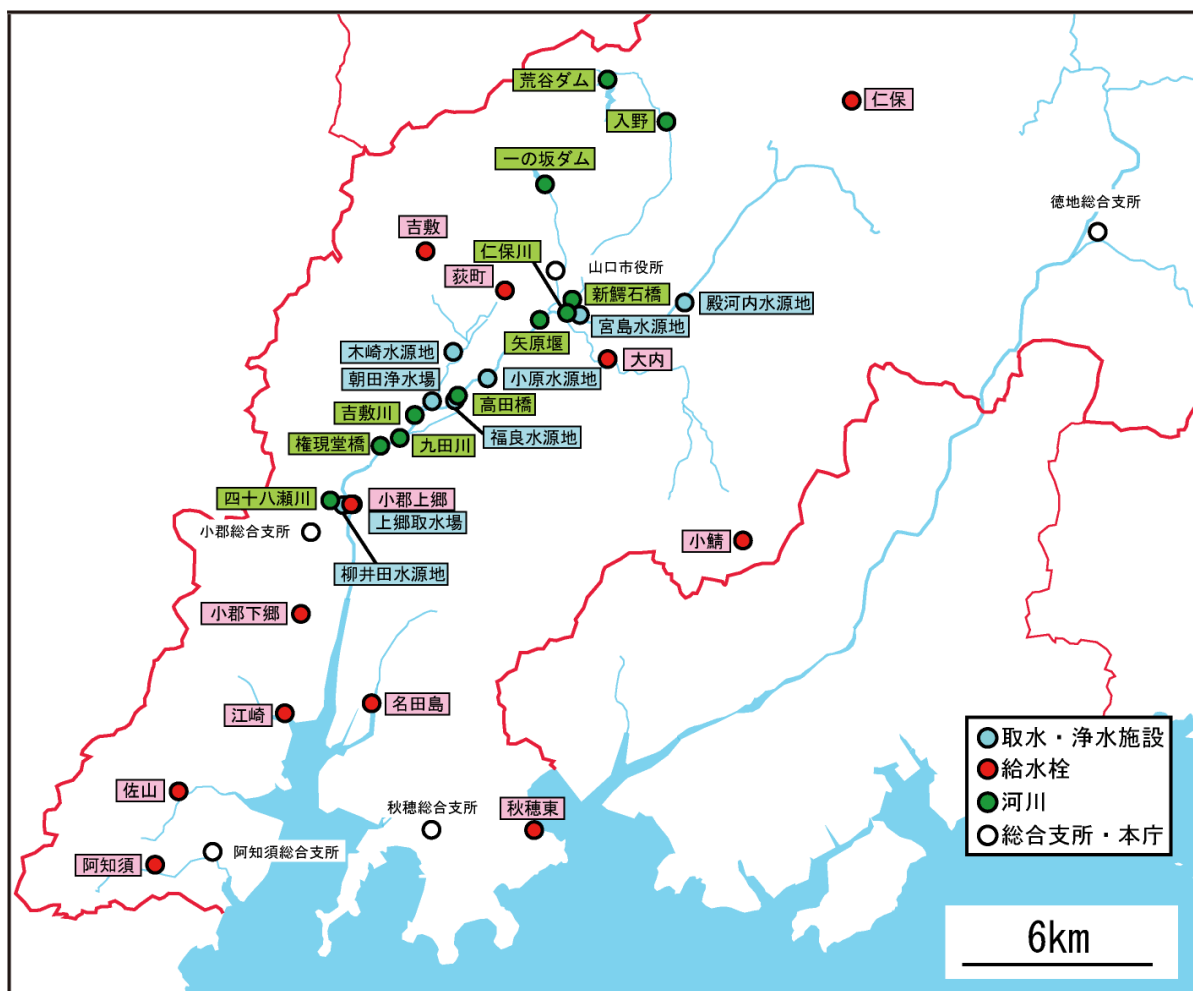 荒谷ダム
仁保
入野
一の坂ダム
徳地総合支所
吉敷
仁保川
山口市役所
荻町
新鰐石橋
殿河内水源地
宮島水源地
矢原堰
木崎水源地
大内
朝田浄水場
小原水源地
高田橋
吉敷川
福良水源地
権現堂橋
九田川
四十八瀬川
小郡上郷
上郷取水場
小郡総合支所
小鯖
柳井田水源地
小郡下郷
名田島
江崎
佐山
秋穂総合支所
秋穂東
阿知須総合支所
阿知須
取水・浄水施設
給水栓
河川
総合支所・本庁
6km